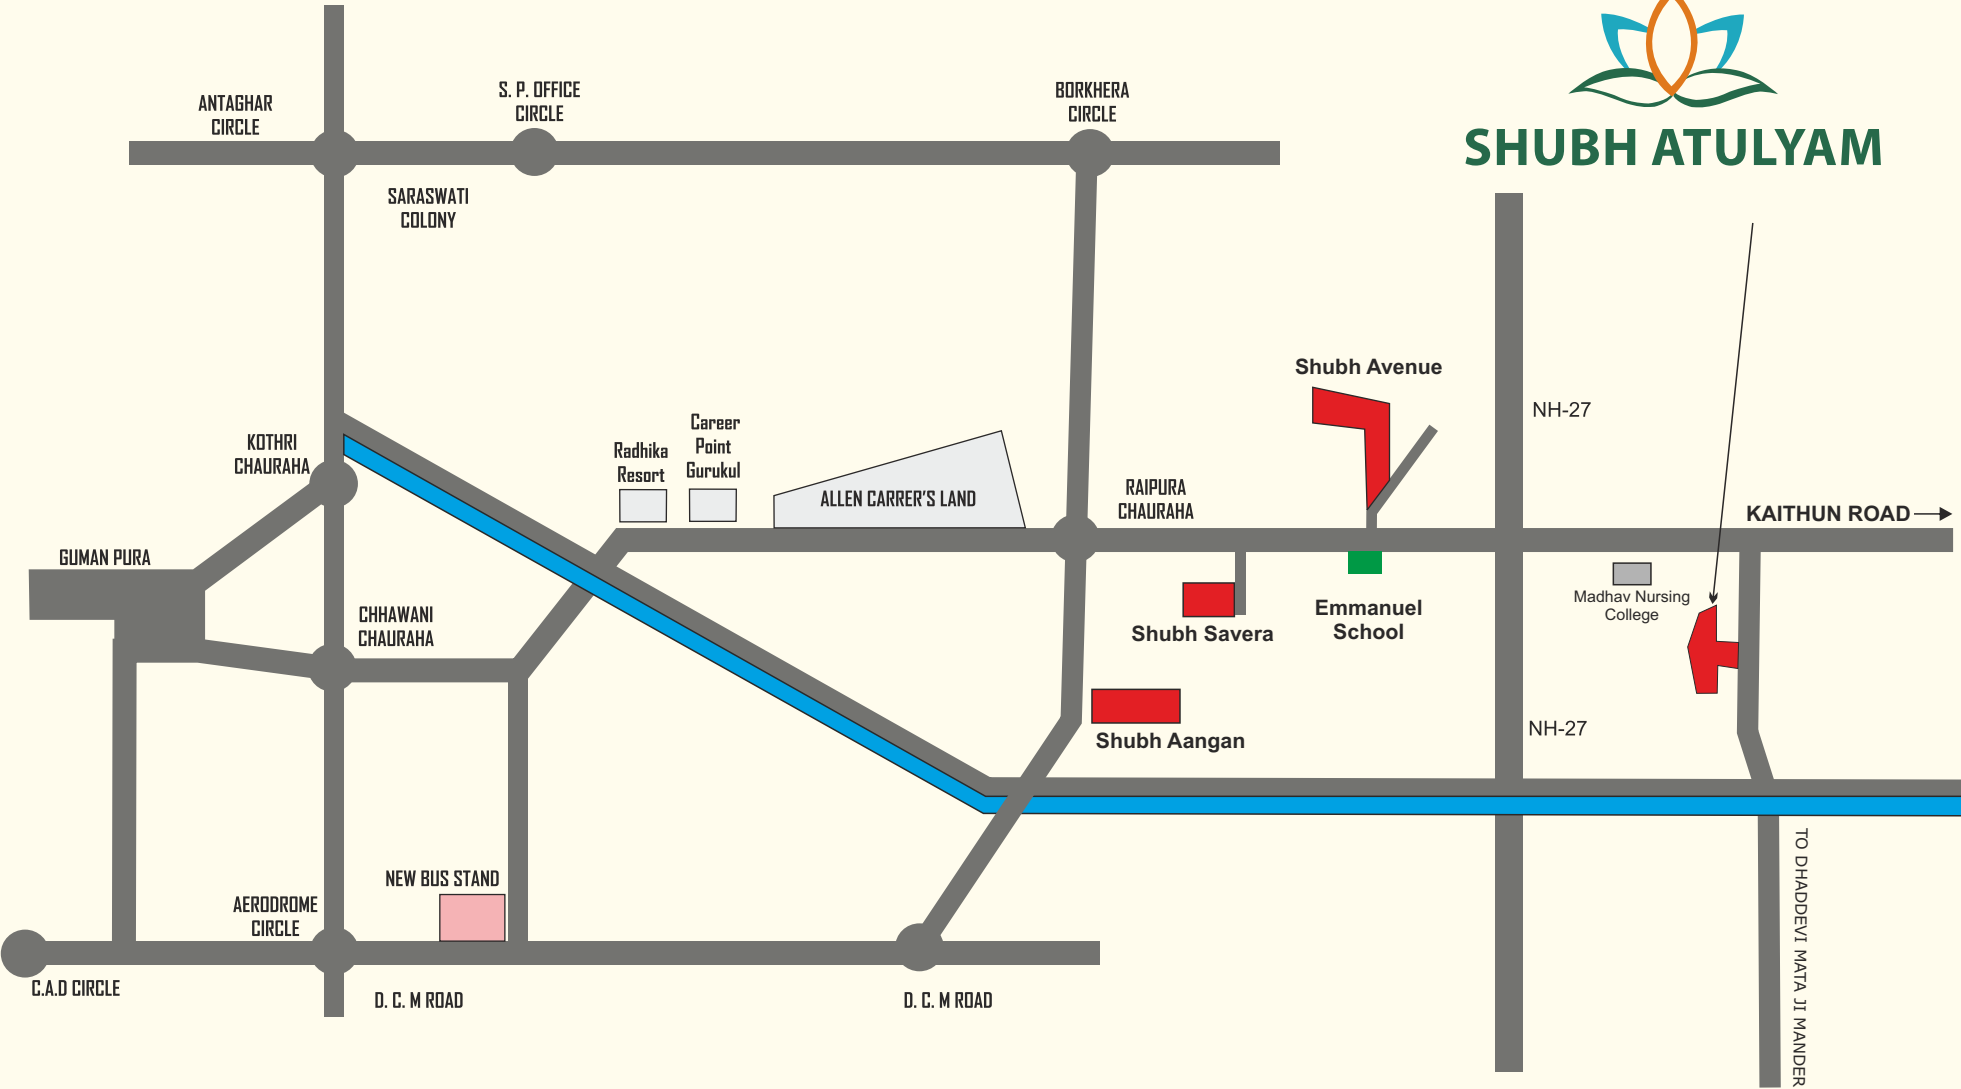 SHUBH ATULYAM
ANTAGHAR
CIRCLE
S. P. OFFICE
CIRCLE
BORKHERA
CIRCLE
SARASWATI
COLONY
Shubh Avenue
NH-27
KOTHRI
CHAURAHA
Radhika
Resort
Career
Point
Gurukul
ALLEN CARRER'S LAND
RAIPURA
CHAURAHA
KAITHUN ROAD
GUMAN PURA
CHHAWANI
CHAURAHA
Shubh Savera
Emmanuel
School
Madhav Nursing
College
Shubh Aangan
NH-27
NEW BUS STAND
AERODROME
CIRCLE
C.A.D CIRCLE
D. C. M ROAD
D. C. M ROAD
TO DHADDEVI MATA JI MANDER